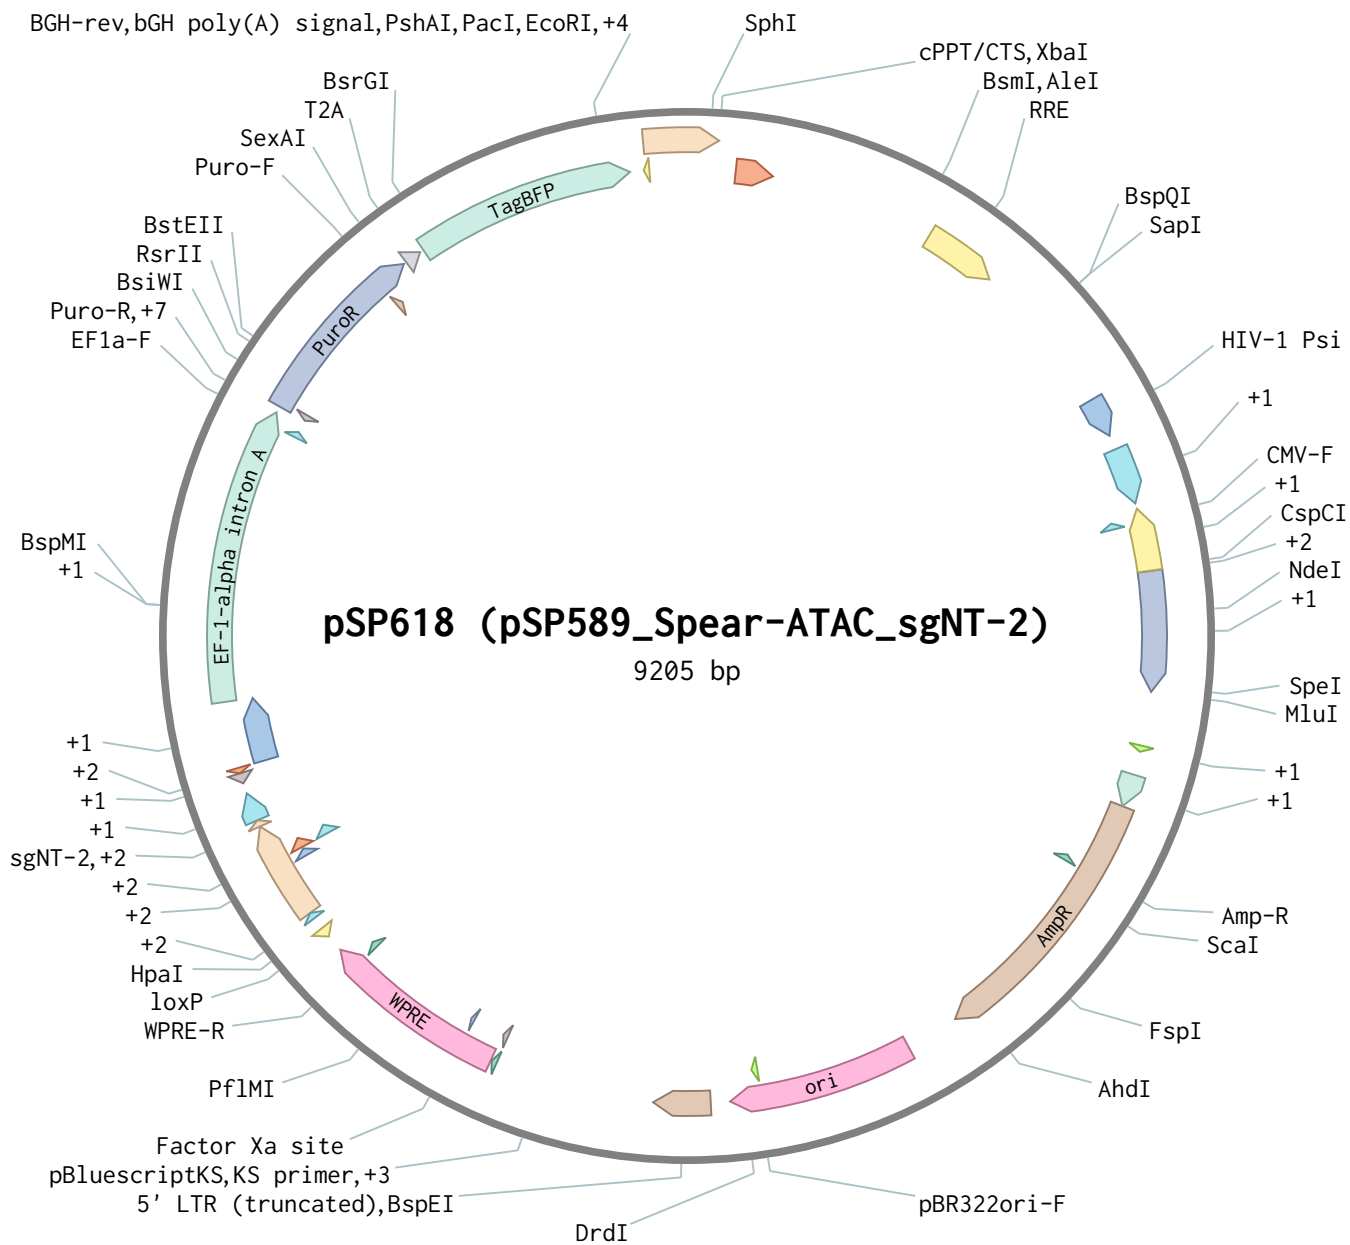 BGH-rev,bGH poly(A) signal,PshAI,PacI,EcoRI,+4
SphI
cPPT/CTS,XbaI
BsmI,AleI
RRE
BsrGI
T2A
SexAI
Puro-F
BspQI
SapI
TagBFP
BstEII
RsrII
BsiWI
Puro-R,+7
EF1a-F
PuroR
HIV-1 Psi
+1
CMV-F
+1
CspCI
+2
NdeI
+1
BspMI
+1
EF-1-alpha intron A
pSP618 (pSP589_Spear-ATAC_sgNT-2)
9205 bp
SpeI
MluI
+1
+1
+1
+2
+1
+1
sgNT-2,+2
+2
+2
+2
HpaI
loxP
WPRE-R
Amp-R
ScaI
AmpR
WPRE
FspI
AhdI
PflMI
ori
Factor Xa site
pBluescriptKS,KS primer,+3
5' LTR (truncated),BspEI
DrdI
pBR322ori-F